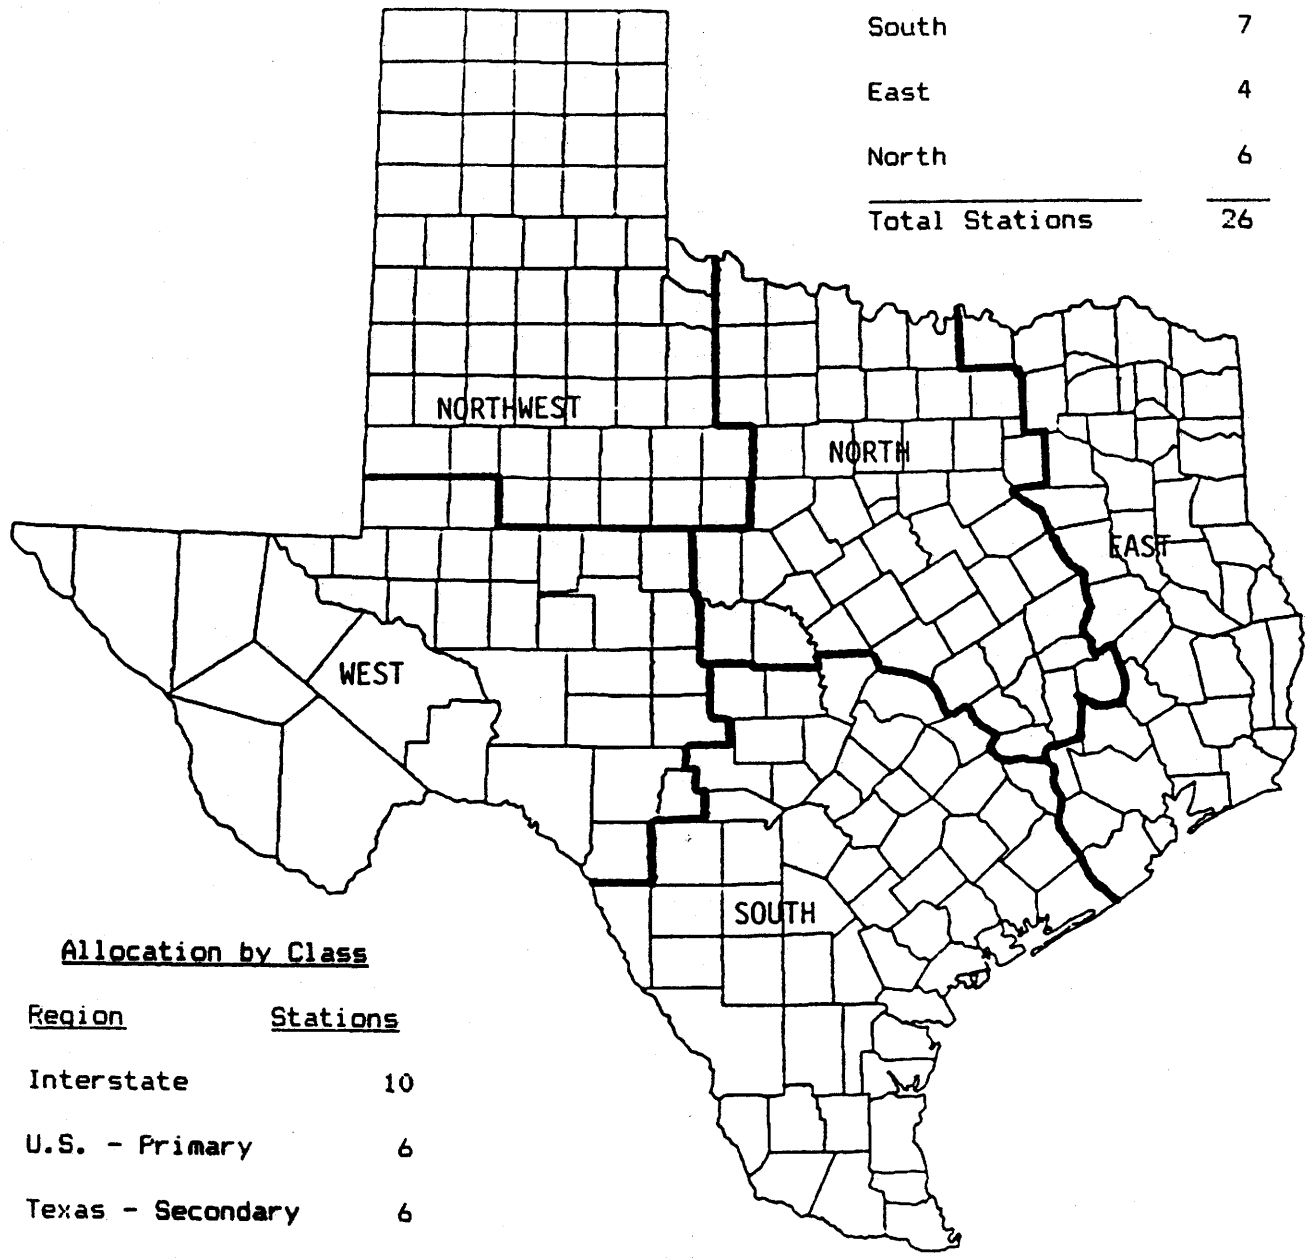 South 7
East 4
North 6
Total Stations 26
NORTHWEST
NORTH
EAST
WEST
SOUTH
Allocation by Class
Region Stations
Interstate 10
U.S. - Primary 6
Texas - Secondary 6